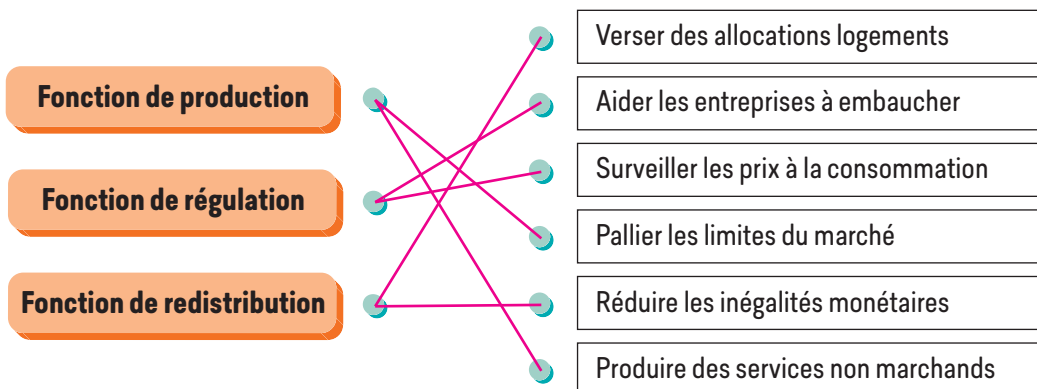 Fonction de production
Fonction de régulation
Fonction de redistribution
Verser des allocations logements
Aider les entreprises à embaucher
Surveiller les prix à la consommation
Pallier les limites du marché
Réduire les inégalités monétaires
Produire des services non marchands